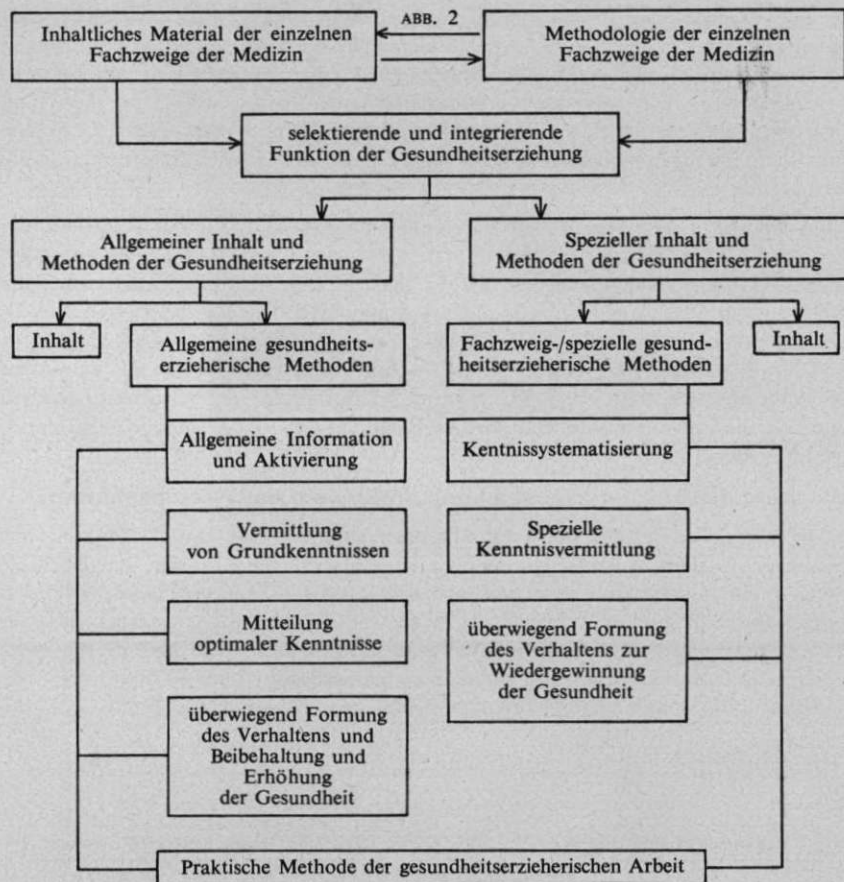 ABB. 2
Inhaltliches Material der einzelnen
Fachzweige der Medizin
Methodologie der einzelnen
Fachzweige der Medizin
selektierende und integrierende
Funktion der Gesundheitserziehung
Allgemeiner Inhalt und
Methoden der Gesundheitserziehung
Spezieller Inhalt und
Methoden der Gesundheitserziehung
Inhalt
Allgemeine gesundheits-
erzieherische Methoden
Fachzweig-/spezielle gesund-
heitserzieherische Methoden
Inhalt
Allgemeine Information
und Aktivierung
Kentnissystematisierung
Vermittlung
von Grundkenntnissen
Spezielle
Kenntnisvermittlung
Mitteilung
optimaler Kenntnisse
überwiegend Formung
des Verhaltens zur
Wiedergewinnung
der Gesundheit
überwiegend Formung
des Verhaltens und
Beibehaltung und
Erhöhung
der Gesundheit
Praktische Methode der gesundheitserzieherischen Arbeit